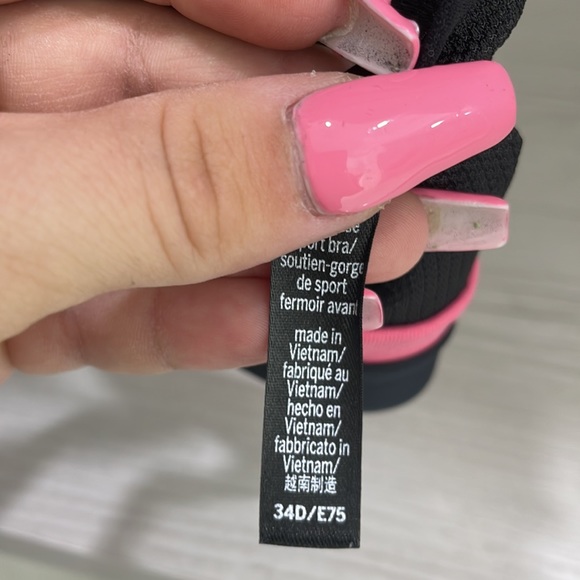 sport bra/
soutien-gorge
de sport
fermoir avant
made in
Vietnam/
fabriqué au
Vietnam/
hecho en
Vietnam/
fabbricato in
Vietnam/
越南制造
34D/E75